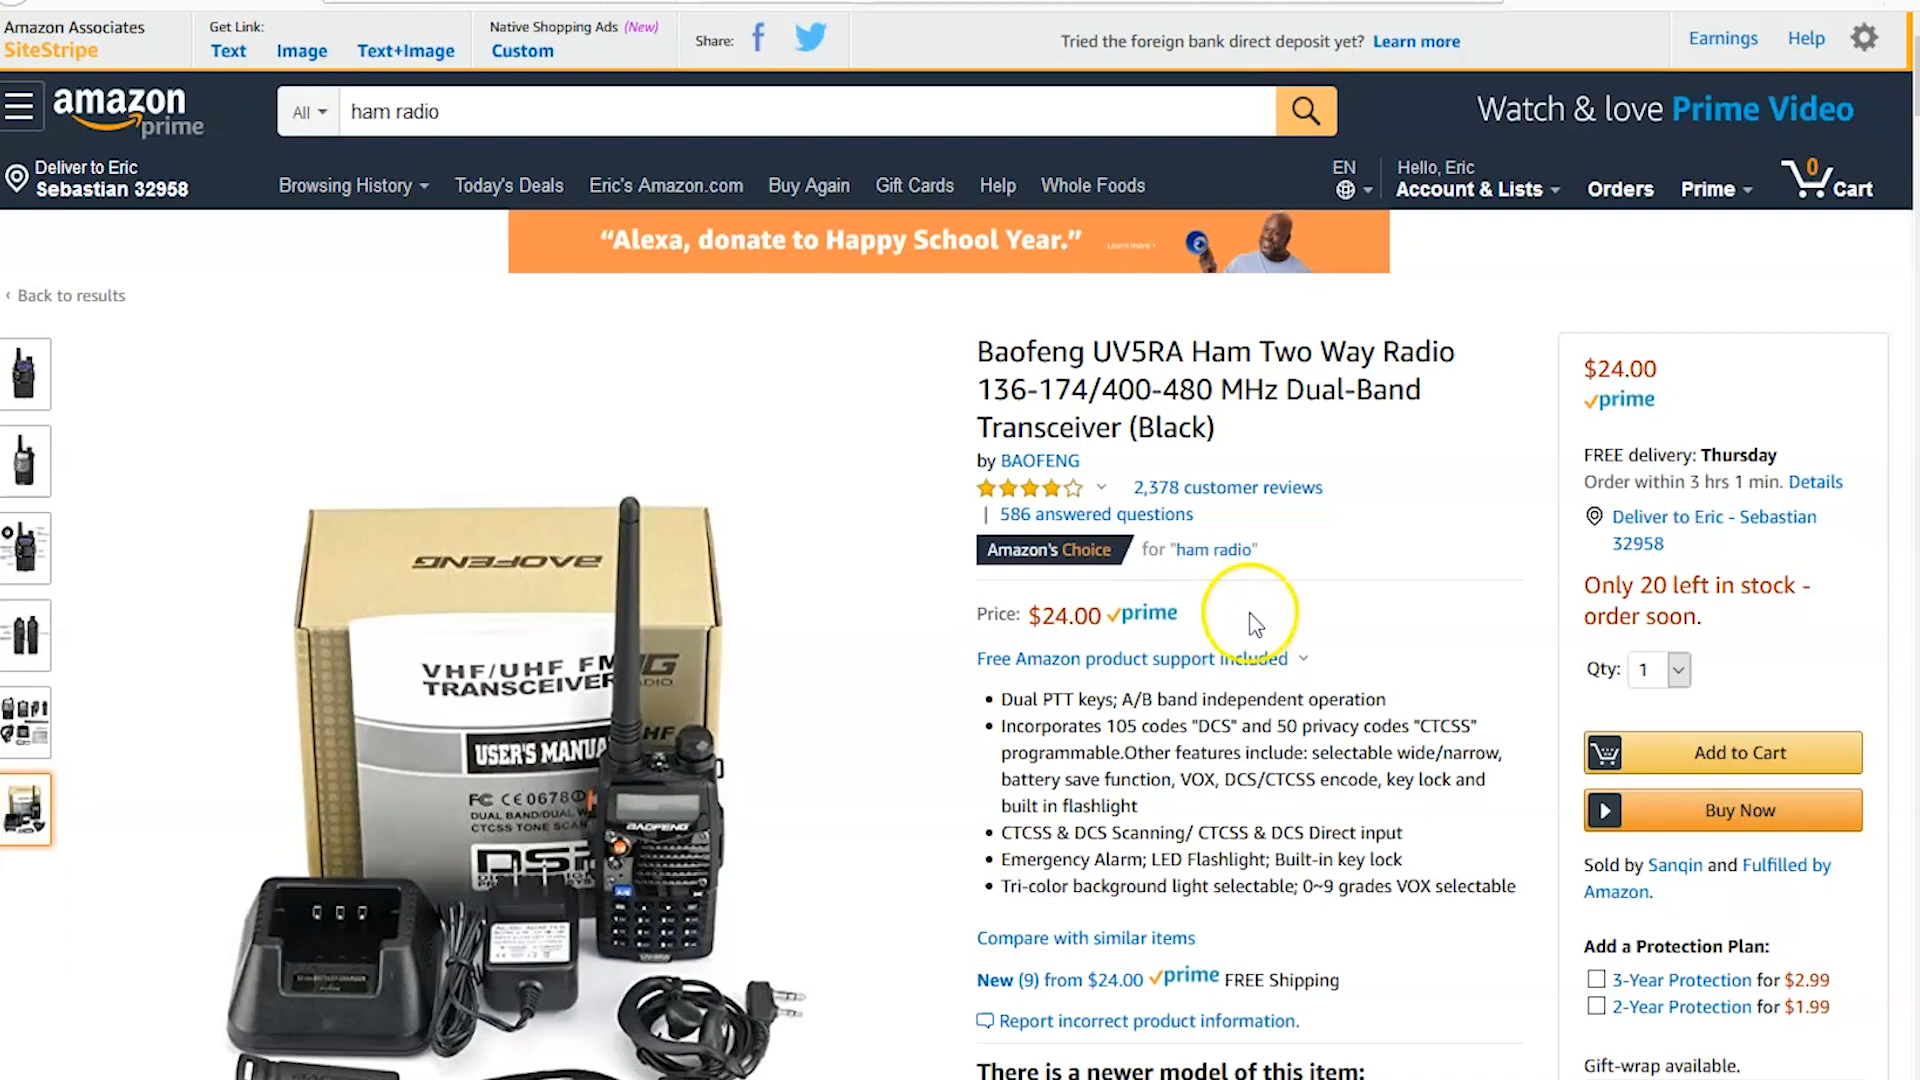 Amazon Associates
SiteStripe
Get Link:
Text Image Text+Image
Native Shopping Ads (New)
Custom
Share:
Tried the foreign bank direct deposit yet? Learn more
Earnings Help
amazon
prime
All ham radio
Watch & love Prime Video
Deliver to Eric
Sebastian 32958
Browsing History Today's Deals Eric's Amazon.com Buy Again Gift Cards Help Whole Foods
EN
Hello, Eric
Account & Lists Orders Prime 0 Cart
“Alexa, donate to Happy School Year.” Learn more ›
‹ Back to results
Baofeng UV5RA Ham Two Way Radio
136-174/400-480 MHz Dual-Band
Transceiver (Black)
by BAOFENG
2,378 customer reviews
| 586 answered questions
Amazon's Choice for "ham radio"
Price: $24.00 prime
Free Amazon product support included
• Dual PTT keys; A/B band independent operation
• Incorporates 105 codes "DCS" and 50 privacy codes "CTCSS"
programmable.Other features include: selectable wide/narrow,
battery save function, VOX, DCS/CTCSS encode, key lock and
built in flashlight
• CTCSS & DCS Scanning/ CTCSS & DCS Direct input
• Emergency Alarm; LED Flashlight; Built-in key lock
• Tri-color background light selectable; 0~9 grades VOX selectable
Compare with similar items
New (9) from $24.00 prime FREE Shipping
Report incorrect product information.
There is a newer model of this item:
$24.00
prime
FREE delivery: Thursday
Order within 3 hrs 1 min. Details
Deliver to Eric - Sebastian
32958
Only 20 left in stock -
order soon.
Qty: 1
Add to Cart
Buy Now
Sold by Sanqin and Fulfilled by
Amazon.
Add a Protection Plan:
3-Year Protection for $2.99
2-Year Protection for $1.99
Gift-wrap available.
BAOFENG
VHF/UHF FM
TRANSCEIVER
USER'S MANUA
FC CE0678
DUAL BAND/DUAL W
CTCSS TONE SCAN
BAOFENG